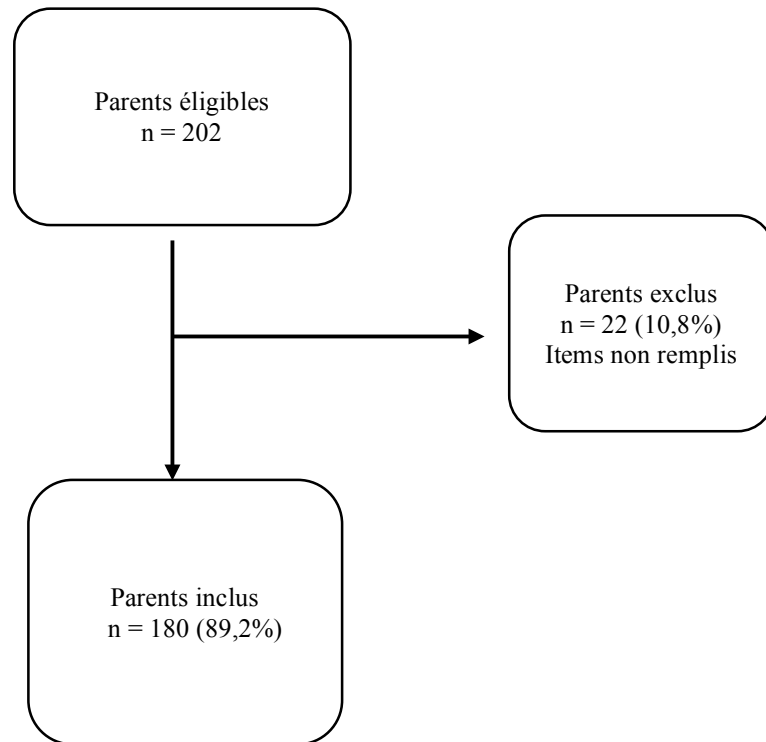 Parents éligibles
n = 202
Parents exclus
n = 22 (10,8%)
Items non remplis
Parents inclus
n = 180 (89,2%)